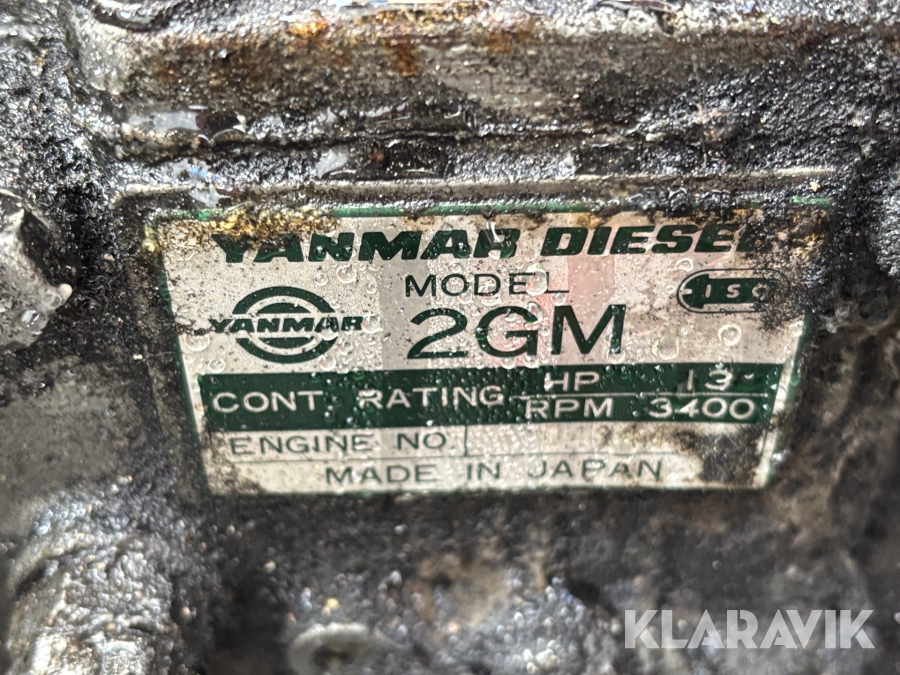 YANMAR DIESEL
MODEL
ISO
YANMAR
2GM
CONT. RATING
HP 13
RPM 3400
ENGINE NO.
MADE IN JAPAN
KLARAVIK